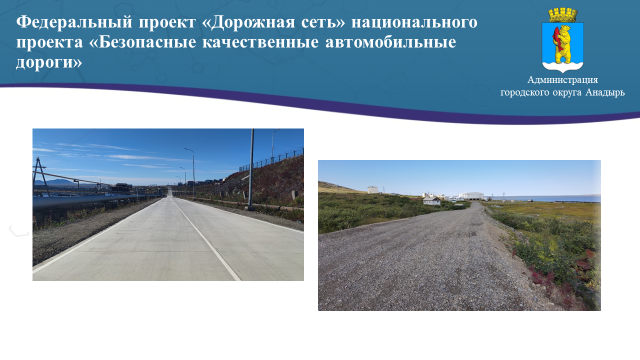 Федеральный проект «Дорожная сеть» национального
проекта «Безопасные качественные автомобильные
дороги»
Администрация
городского округа Анадырь